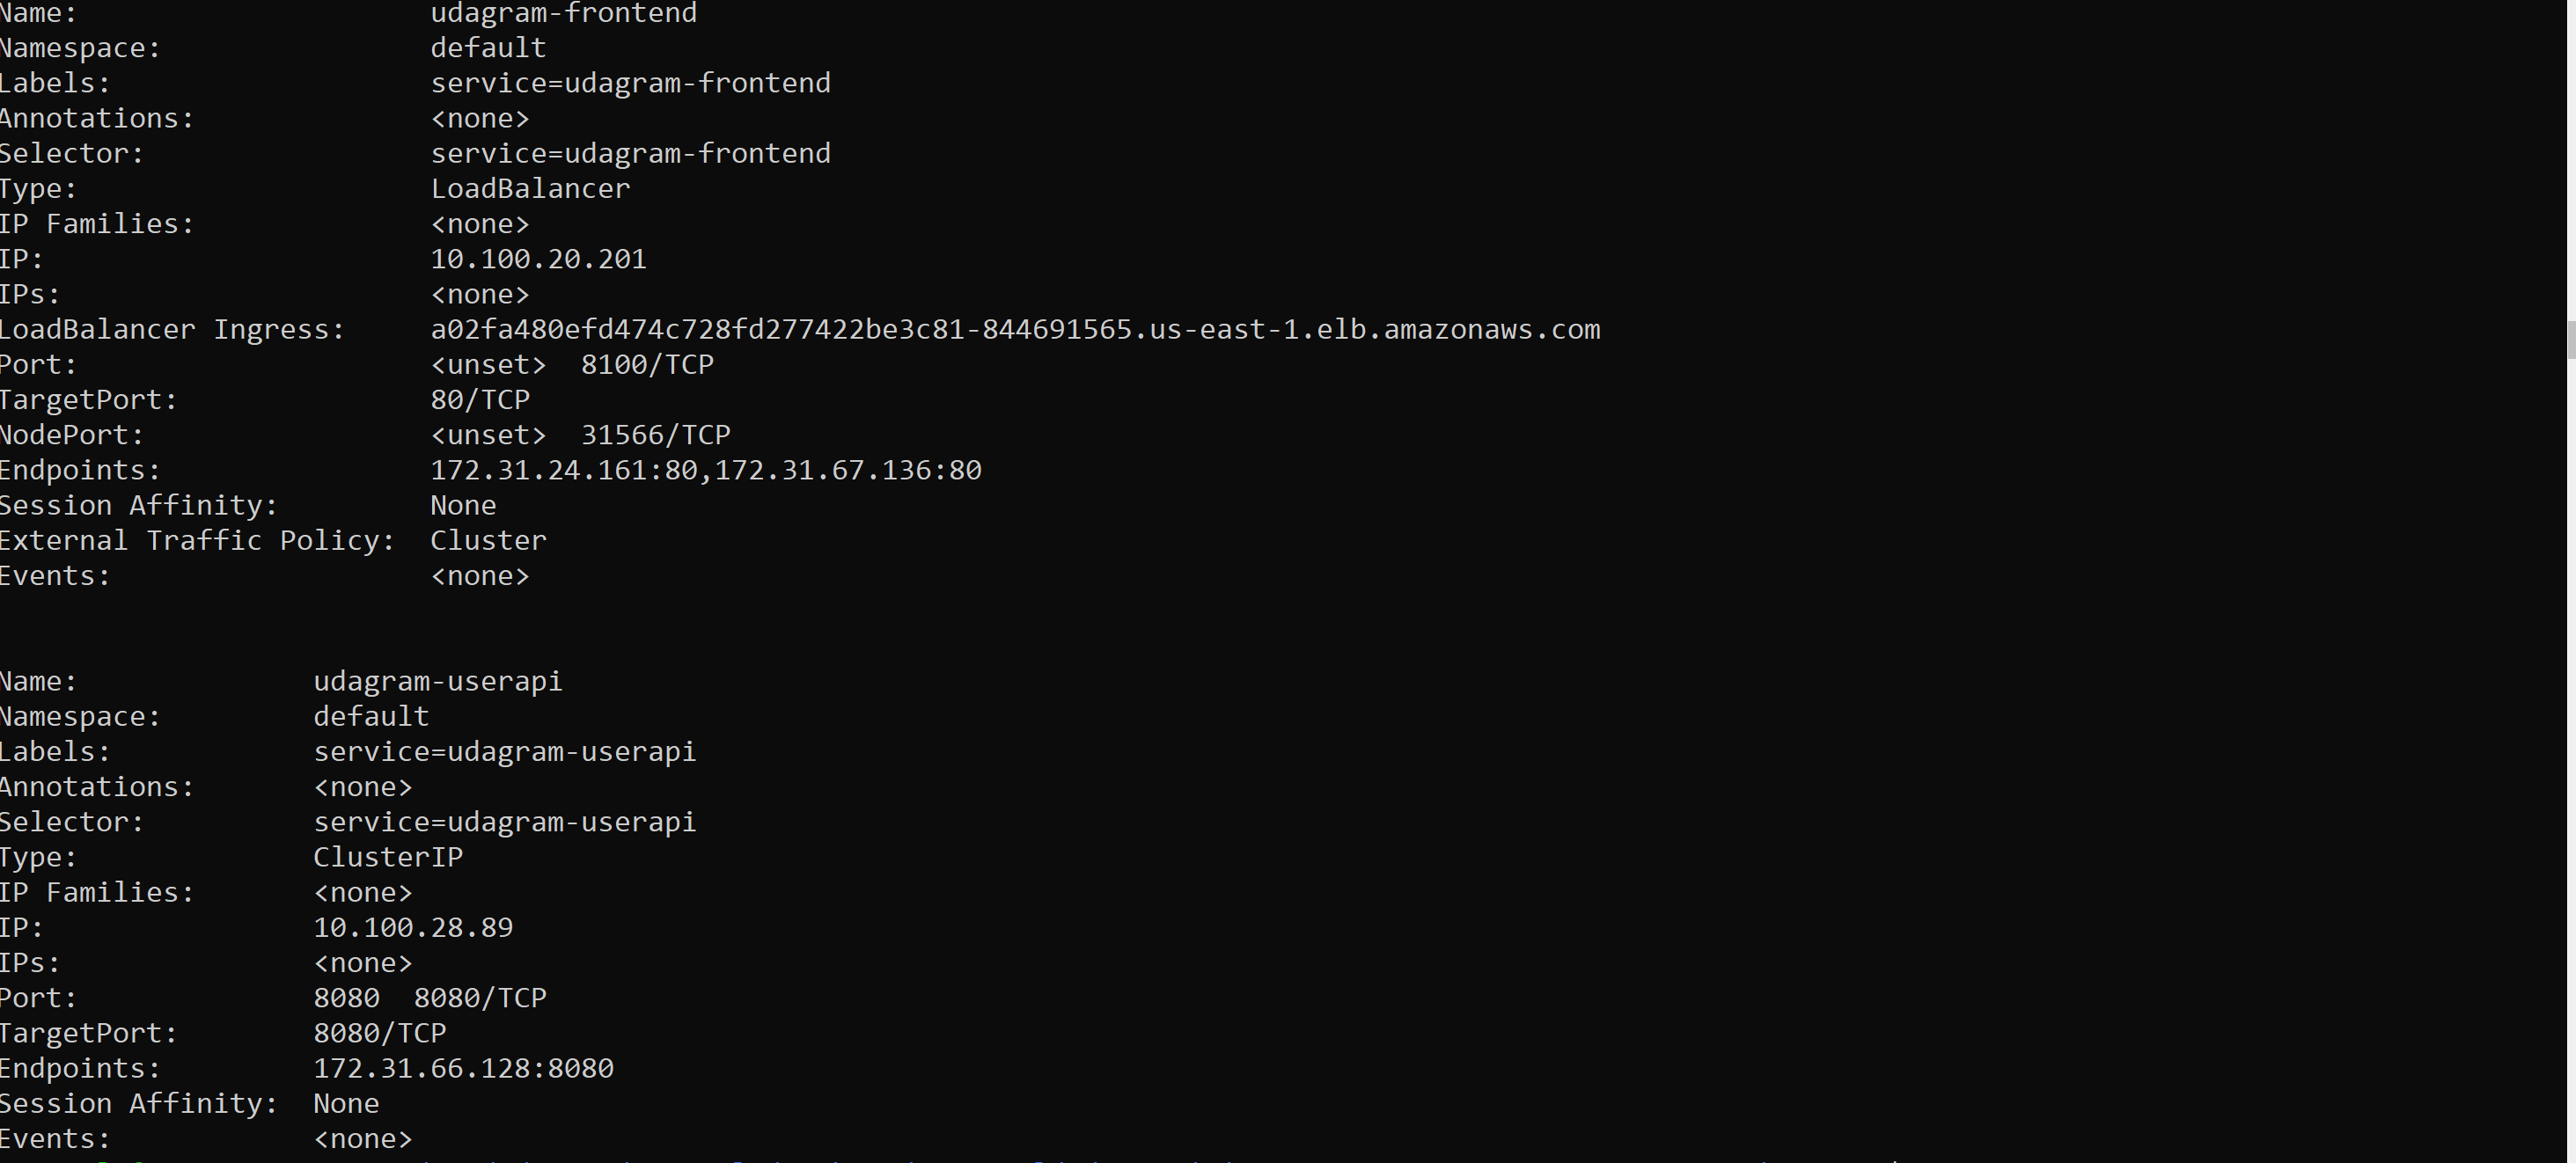 Name: udagram-frontend
Namespace: default
Labels: service=udagram-frontend
Annotations: <none>
Selector: service=udagram-frontend
Type: LoadBalancer
IP Families: <none>
IP: 10.100.20.201
IPs: <none>
LoadBalancer Ingress: a02fa480efd474c728fd277422be3c81-844691565.us-east-1.elb.amazonaws.com
Port: <unset> 8100/TCP
TargetPort: 80/TCP
NodePort: <unset> 31566/TCP
Endpoints: 172.31.24.161:80,172.31.67.136:80
Session Affinity: None
External Traffic Policy: Cluster
Events: <none>
Name: udagram-userapi
Namespace: default
Labels: service=udagram-userapi
Annotations: <none>
Selector: service=udagram-userapi
Type: ClusterIP
IP Families: <none>
IP: 10.100.28.89
IPs: <none>
Port: 8080 8080/TCP
TargetPort: 8080/TCP
Endpoints: 172.31.66.128:8080
Session Affinity: None
Events: <none>